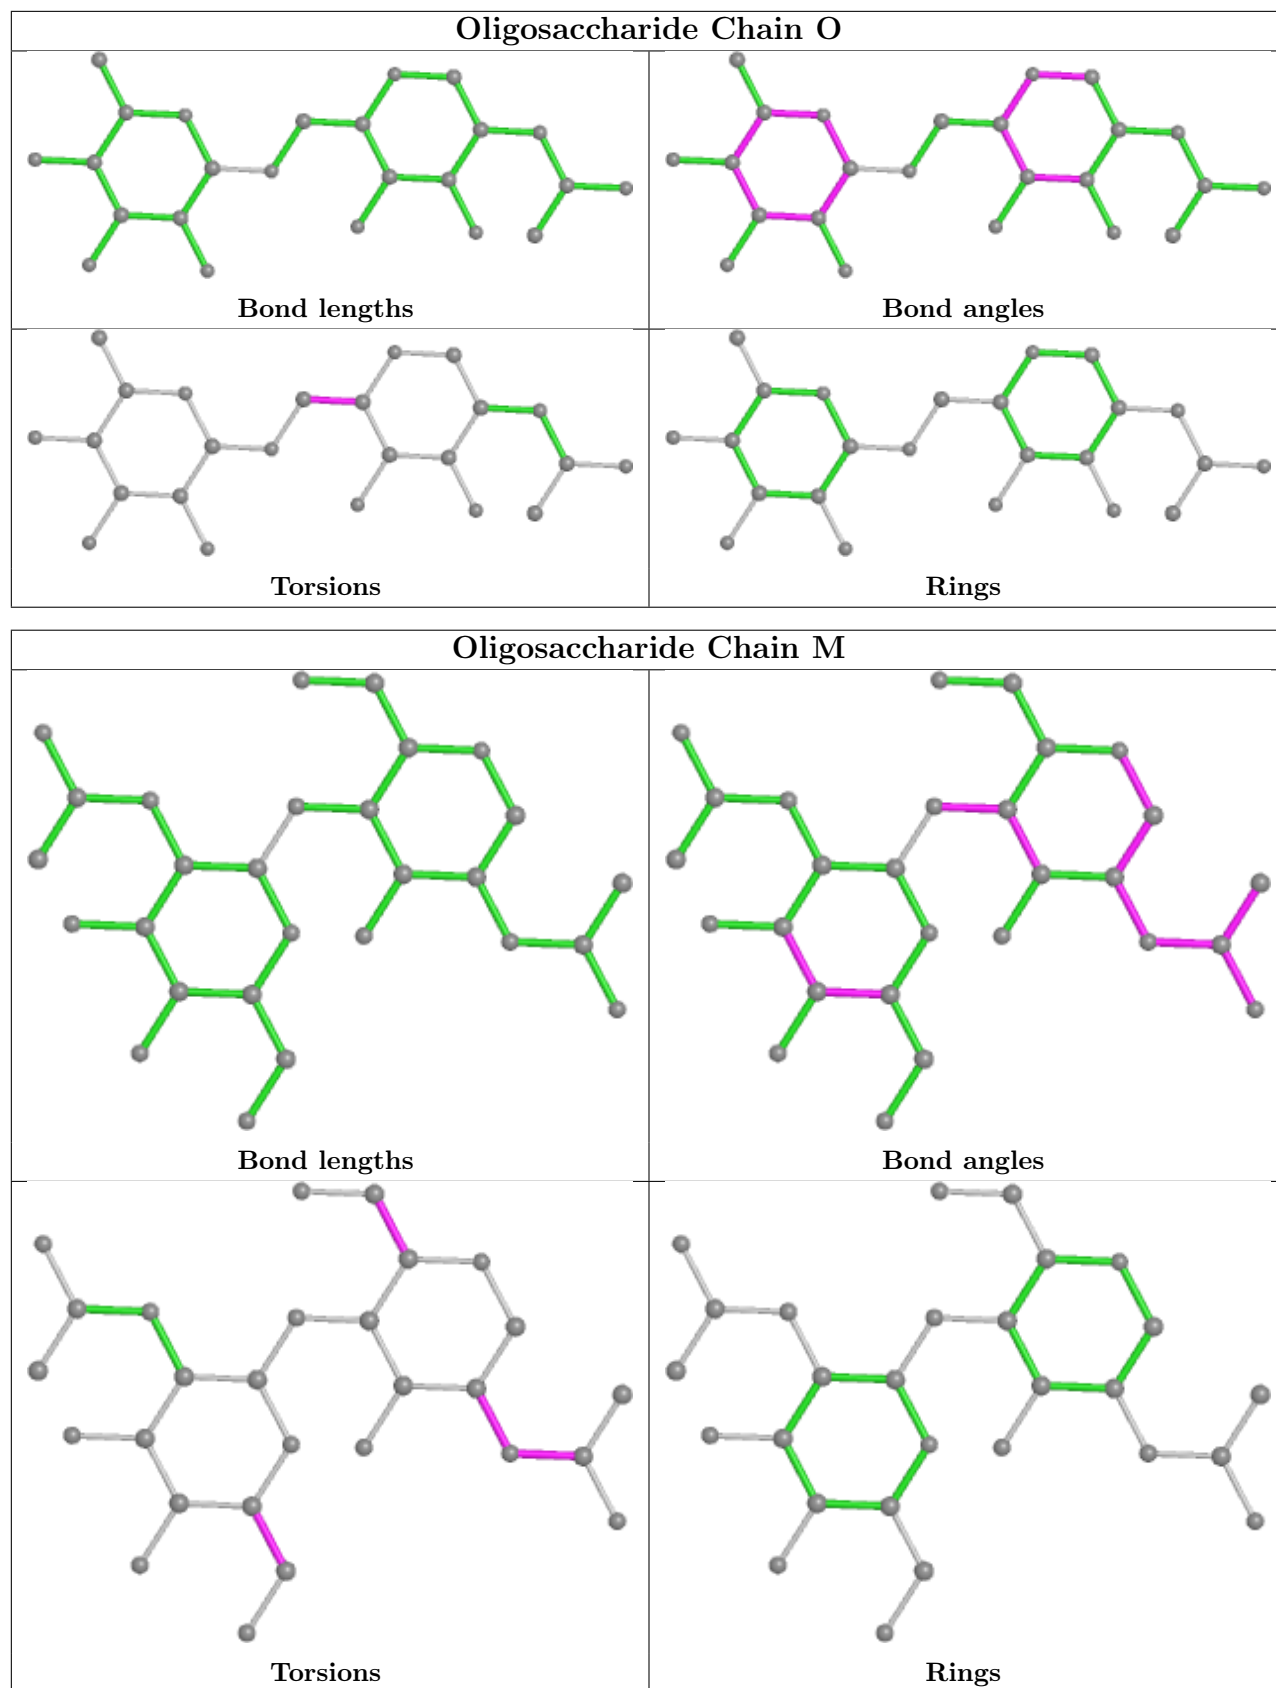 Oligosaccharide Chain O
Bond lengths
Bond angles
Torsions
Rings
Oligosaccharide Chain M
Bond lengths
Bond angles
Torsions
Rings